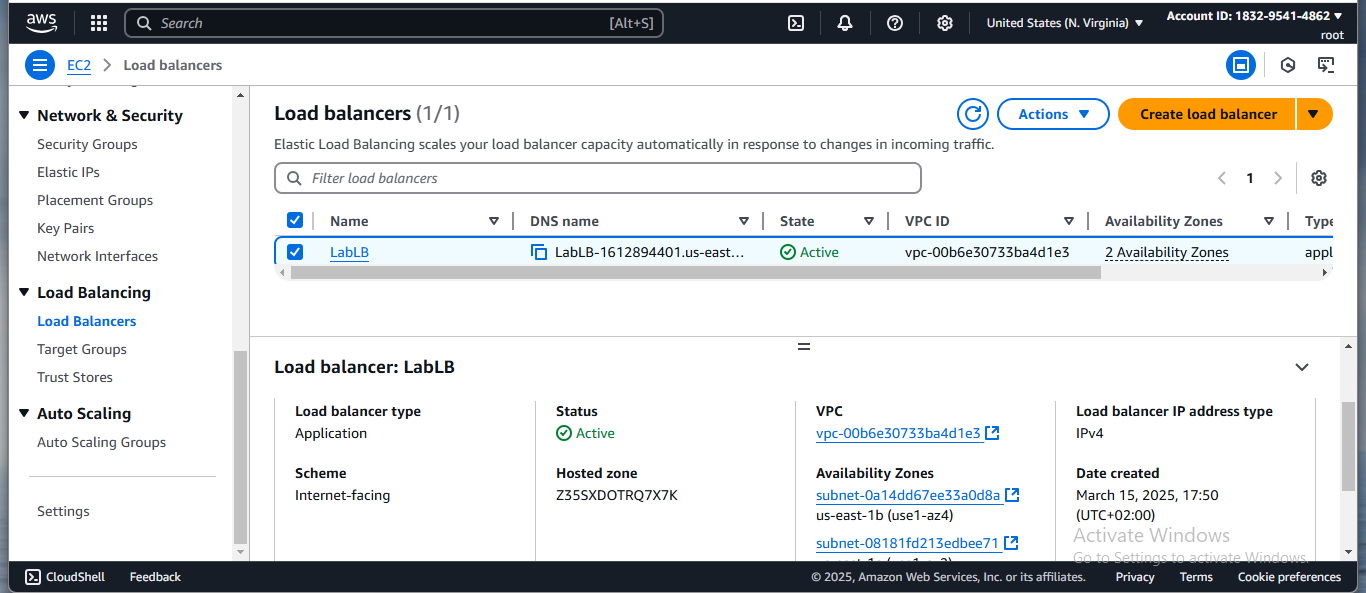 aws Search [Alt+S] United States (N. Virginia) Account ID: 1832-9541-4862
root
EC2 Load balancers
Network & Security
Security Groups
Elastic IPs
Placement Groups
Key Pairs
Network Interfaces
Load Balancing
Load Balancers
Target Groups
Trust Stores
Auto Scaling
Auto Scaling Groups
Settings
Load balancers (1/1) Actions Create load balancer
Elastic Load Balancing scales your load balancer capacity automatically in response to changes in incoming traffic.
Filter load balancers 1
Name DNS name State VPC ID Availability Zones Type
LabLB LabLB-1612894401.us-east... Active vpc-00b6e30733ba4d1e3 2 Availability Zones appl
Load balancer: LabLB
Load balancer type Status VPC Load balancer IP address type
Application Active vpc-00b6e30733ba4d1e3 IPv4
Scheme Hosted zone Availability Zones Date created
Internet-facing Z35SXDOTRQ7X7K subnet-0a14dd67ee33a0d8a March 15, 2025, 17:50
us-east-1b (use1-az4) (UTC+02:00)
subnet-08181fd213edbee71
Activate Windows
Go to Settings to activate Windows.
CloudShell Feedback © 2025, Amazon Web Services, Inc. or its affiliates. Privacy Terms Cookie preferences